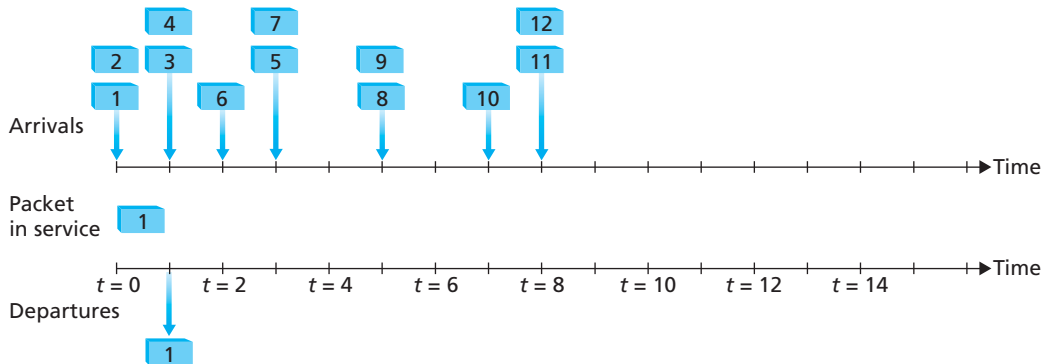 4 7 12
2 3 5 9 11
1 6 8 10
Arrivals
Time
Packet
in service
1
Time
t = 0 t = 2 t = 4 t = 6 t = 8 t = 10 t = 12 t = 14
Departures
1